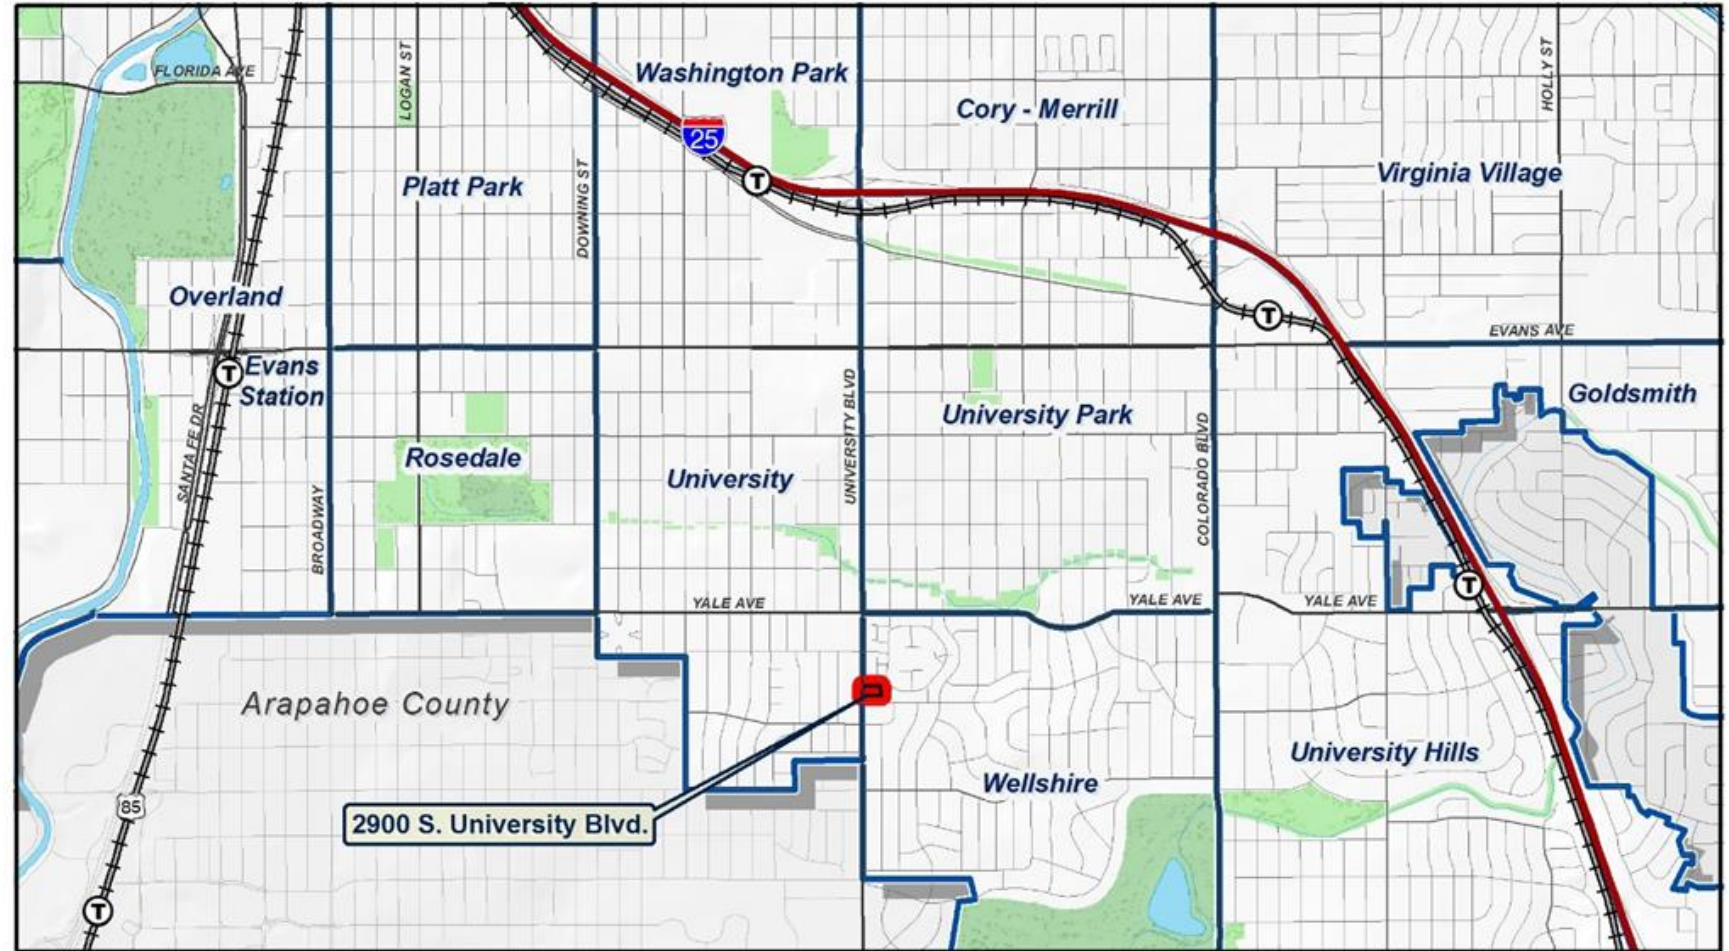 FLORIDA AVE
LOGAN ST
Washington Park
Cory - Merrill
HOLLY ST
25
T
Platt Park
DOWNING ST
Virginia Village
Overland
T
EVANS AVE
T
Evans
Station
SANTA FE DR
UNIVERSITY BLVD
University Park
COLORADO BLVD
Goldsmith
Rosedale
University
BROADWAY
T
YALE AVE
YALE AVE
YALE AVE
Arapahoe County
University Hills
Wellshire
85
2900 S. University Blvd.
T